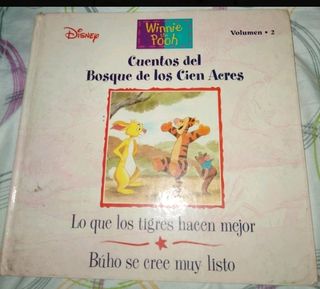 Disney
Winnie
the
Pooh
Volumen • 2
Cuentos del
Bosque de los Cien Acres
Lo que los tigres hacen mejor
Búho se cree muy listo